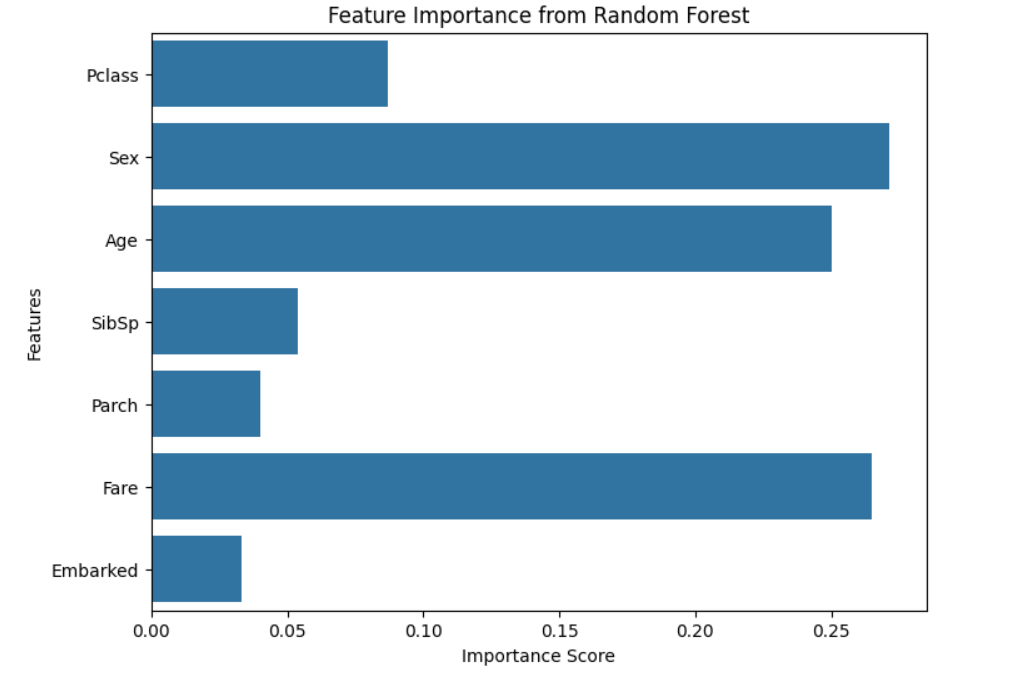 Feature Importance from Random Forest
Features
Pclass
Sex
Age
SibSp
Parch
Fare
Embarked
0.00 0.05 0.10 0.15 0.20 0.25
Importance Score